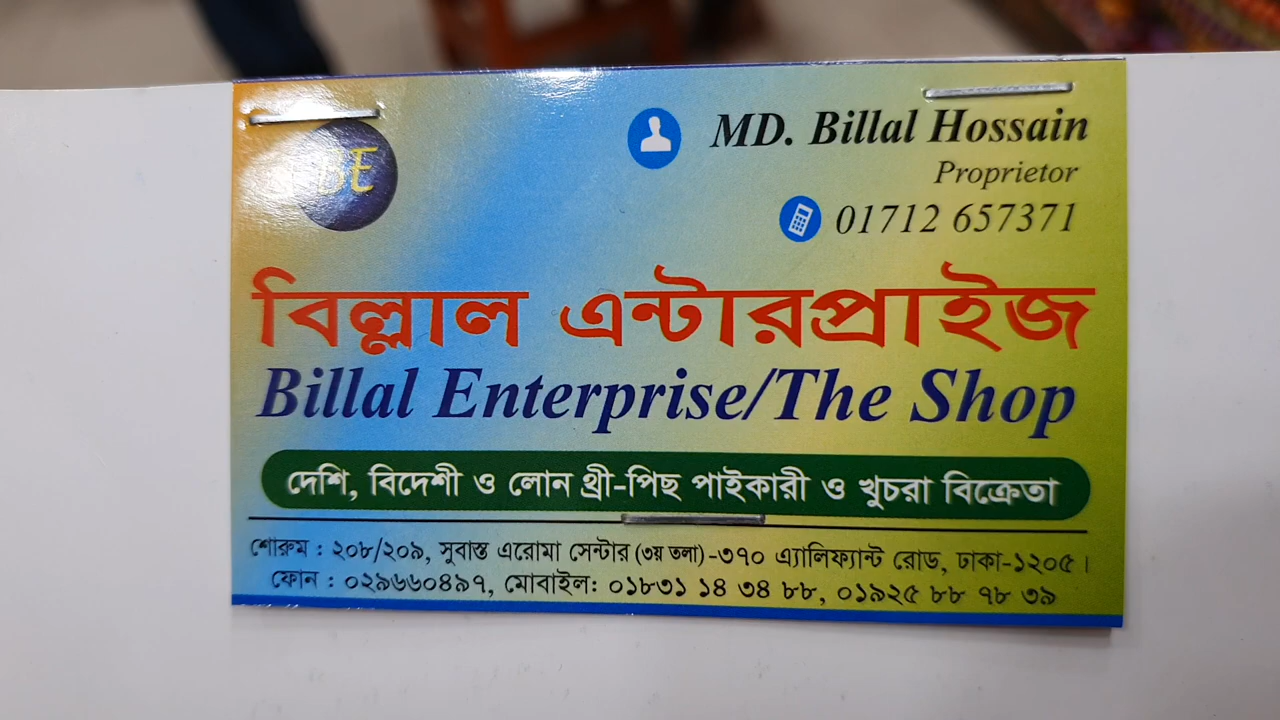 BE
MD. Billal Hossain
Proprietor
01712 657371
বিল্লাল এন্টারপ্রাইজ
Billal Enterprise/The Shop
দেশি, বিদেশী ও লোন থ্রী-পিছ পাইকারী ও খুচরা বিক্রেতা
শোরুম : ২০৮/২০৯, সুবাস্ত এরোমা সেন্টার (৩য় তলা) -৩৭০ এ্যালিফ্যান্ট রোড, ঢাকা-১২০৫।
ফোন : ০২৯৬৬০৪৯৭, মোবাইল: ০১৮৩১ ১৪ ৩৪ ৮৮, ০১৯২৫ ৮৮ ৭৮ ৩৯